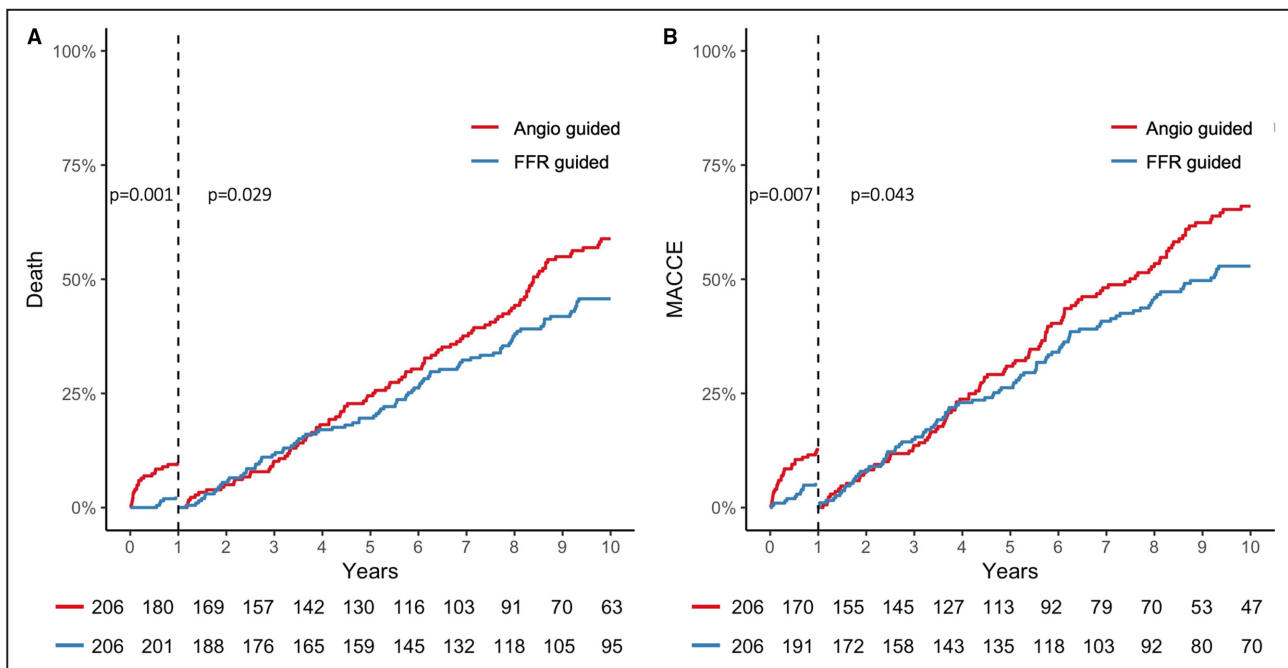 A
B
100%
75%
50%
25%
0%
Death
Angio guided
FFR guided
p=0.001
p=0.029
0 1 2 3 4 5 6 7 8 9 10
Years
206 180 169 157 142 130 116 103 91 70 63
206 201 188 176 165 159 145 132 118 105 95
100%
75%
50%
25%
0%
MACCE
Angio guided
FFR guided
p=0.007
p=0.043
0 1 2 3 4 5 6 7 8 9 10
Years
206 170 155 145 127 113 92 79 70 53 47
206 191 172 158 143 135 118 103 92 80 70